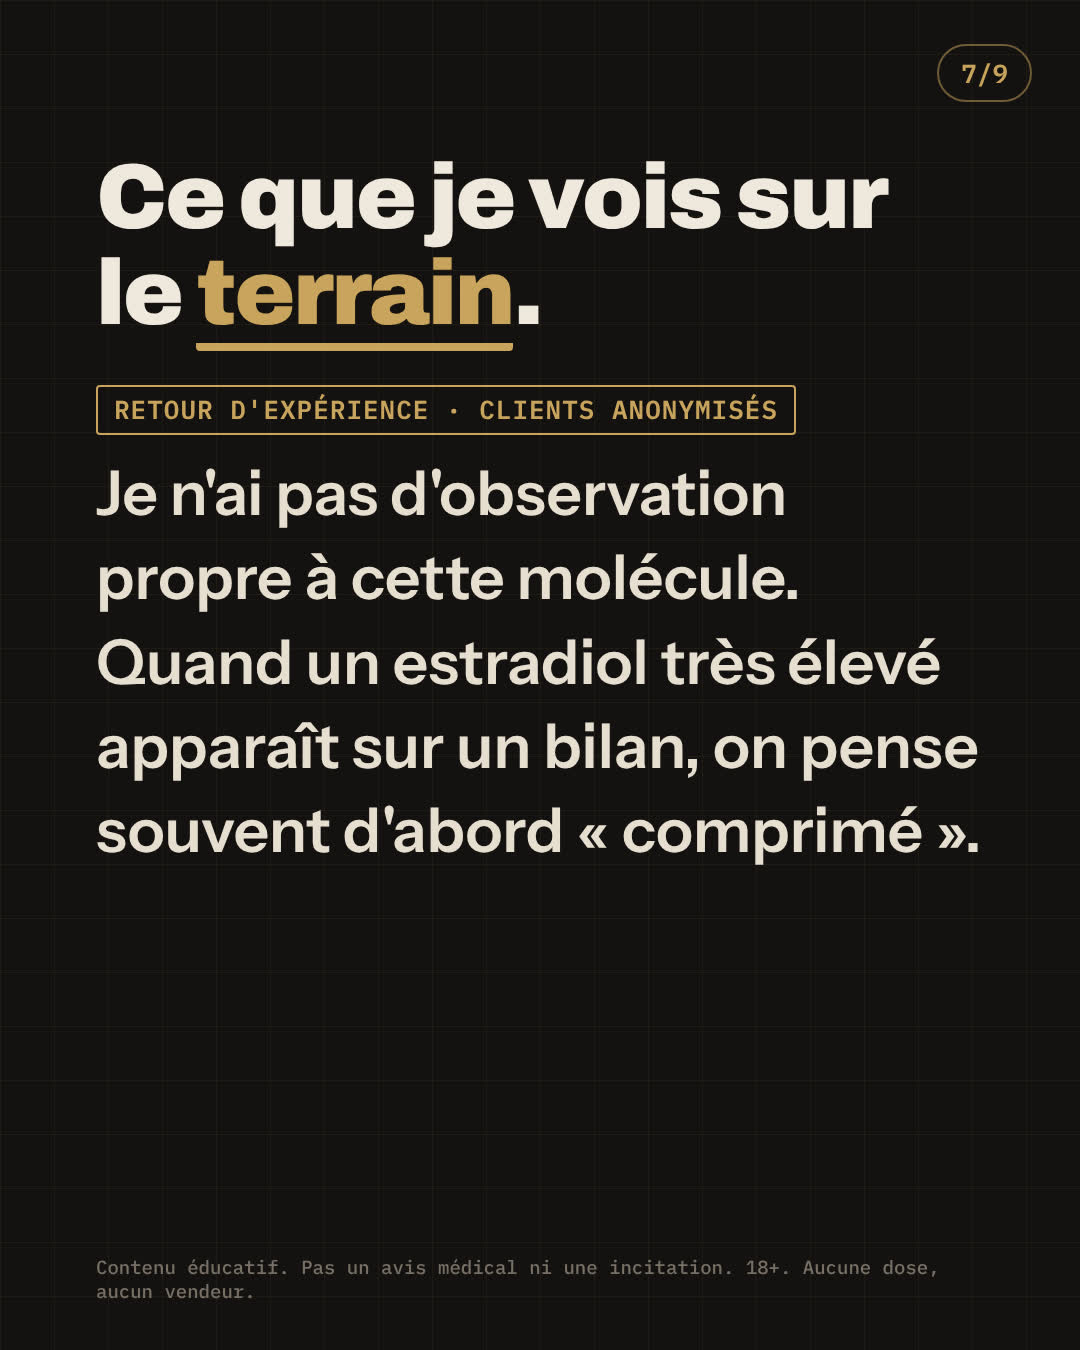 7/9
Ce que je vois sur
le terrain.
RETOUR D'EXPÉRIENCE · CLIENTS ANONYMISÉS
Je n'ai pas d'observation
propre à cette molécule.
Quand un estradiol très élevé
apparaît sur un bilan, on pense
souvent d'abord « comprimé ».
Contenu éducatif. Pas un avis médical ni une incitation. 18+. Aucune dose,
aucun vendeur.